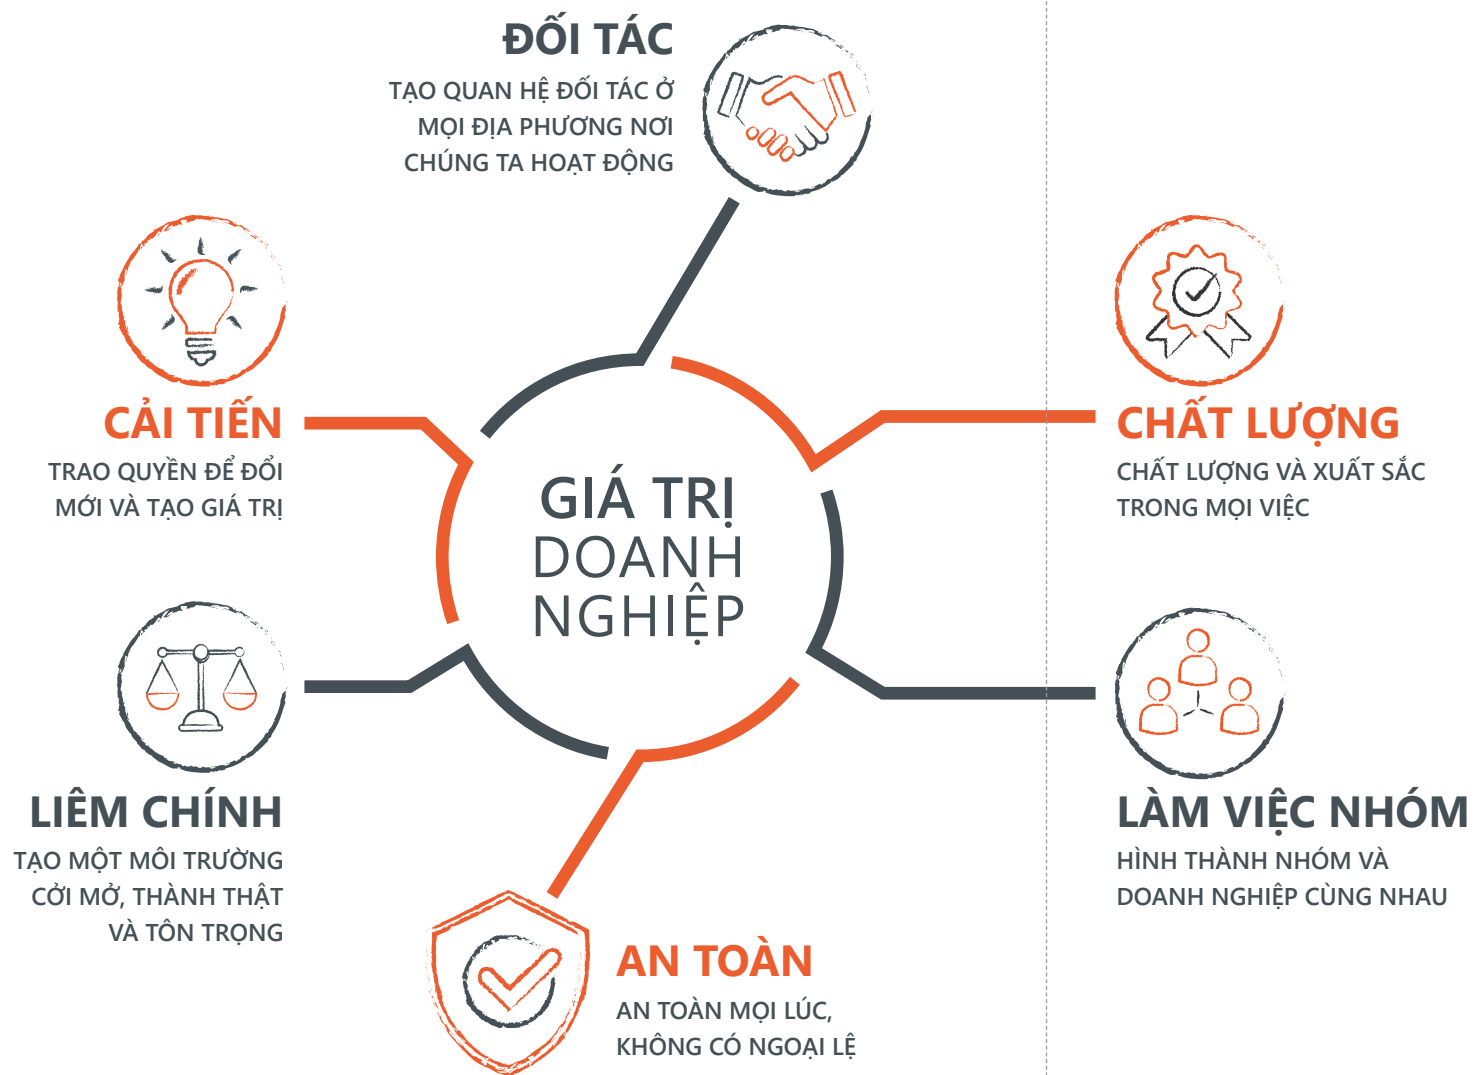 ĐỐI TÁC
TẠO QUAN HỆ ĐỐI TÁC Ở
MỌI ĐỊA PHƯƠNG NƠI
CHÚNG TA HOẠT ĐỘNG
CẢI TIẾN
TRAO QUYỀN ĐỂ ĐỔI
MỚI VÀ TẠO GIÁ TRỊ
CHẤT LƯỢNG
CHẤT LƯỢNG VÀ XUẤT SẮC
TRONG MỌI VIỆC
GIÁ TRỊ
DOANH
NGHIỆP
LIÊM CHÍNH
TẠO MỘT MÔI TRƯỜNG
CỞI MỞ, THÀNH THẬT
VÀ TÔN TRỌNG
LÀM VIỆC NHÓM
HÌNH THÀNH NHÓM VÀ
DOANH NGHIỆP CÙNG NHAU
AN TOÀN
AN TOÀN MỌI LÚC,
KHÔNG CÓ NGOẠI LỆ